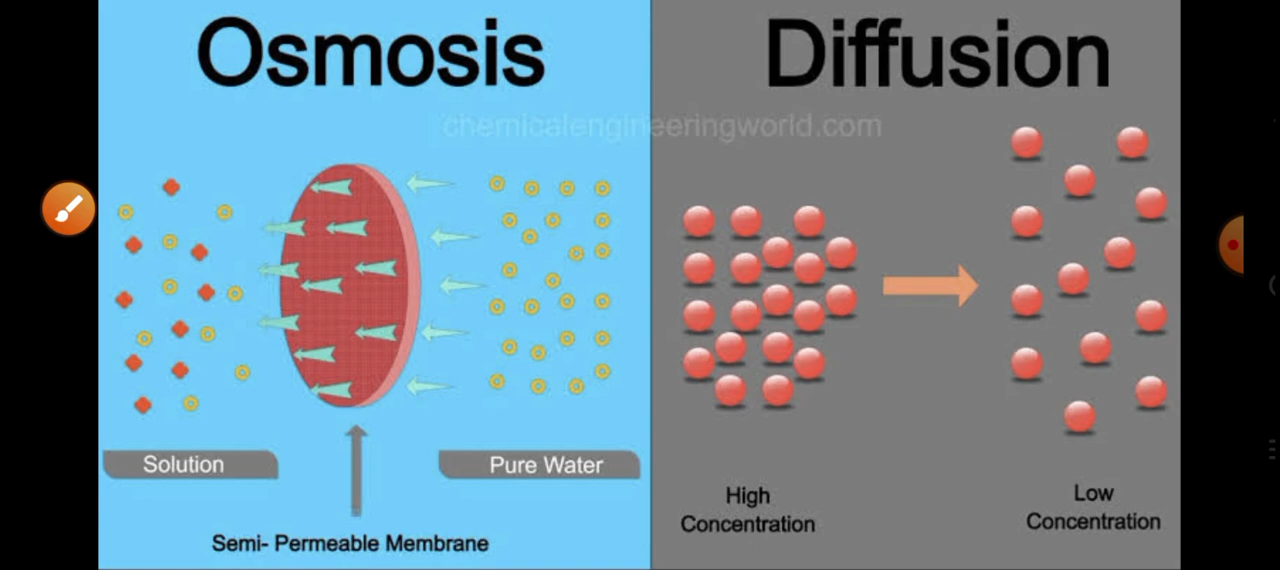 Osmosis
Diffusion
chemicalengineeringworld.com
Solution
Pure Water
Semi- Permeable Membrane
High
Concentration
Low
Concentration